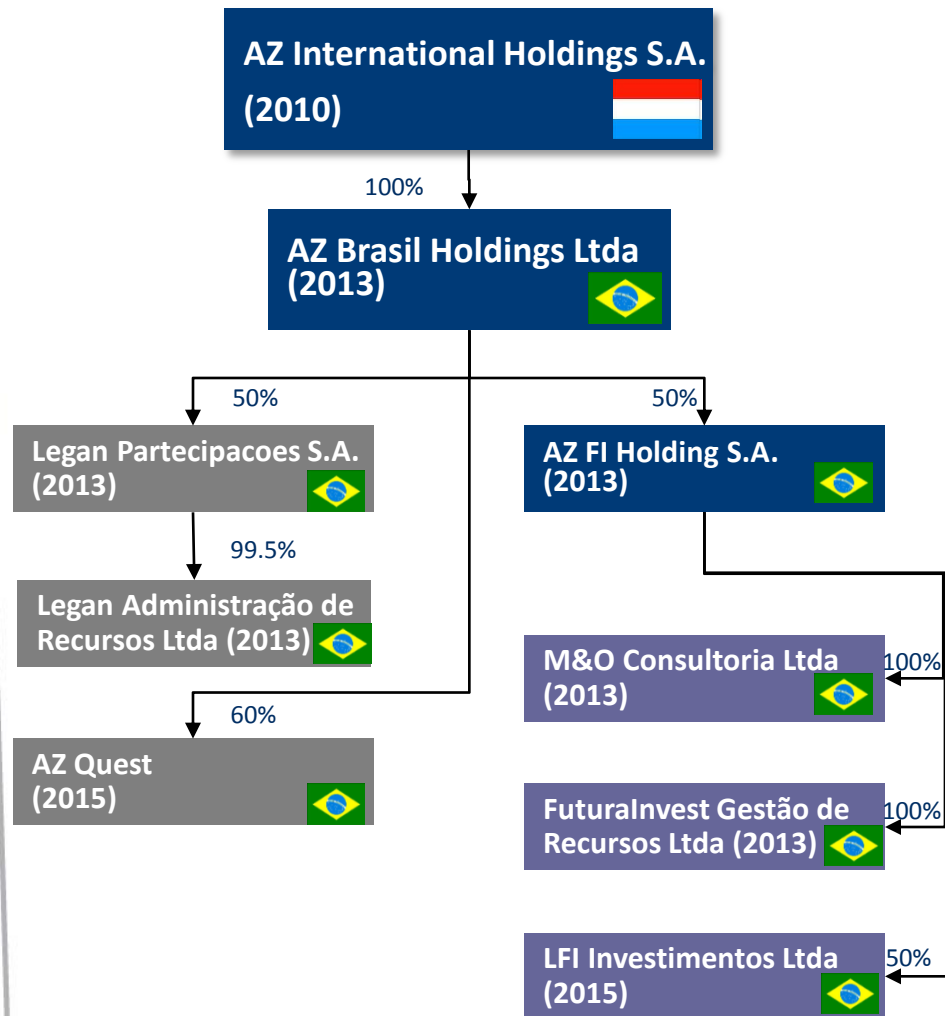 AZ International Holdings S.A.
(2010)
100%
AZ Brasil Holdings Ltda
(2013)
50%
50%
Legan Partecipacoes S.A.
(2013)
AZ FI Holding S.A.
(2013)
99.5%
Legan Administração de
Recursos Ltda (2013)
M&O Consultoria Ltda
(2013)
100%
60%
AZ Quest
(2015)
FuturaInvest Gestão de
Recursos Ltda (2013)
100%
LFI Investimentos Ltda
(2015)
50%